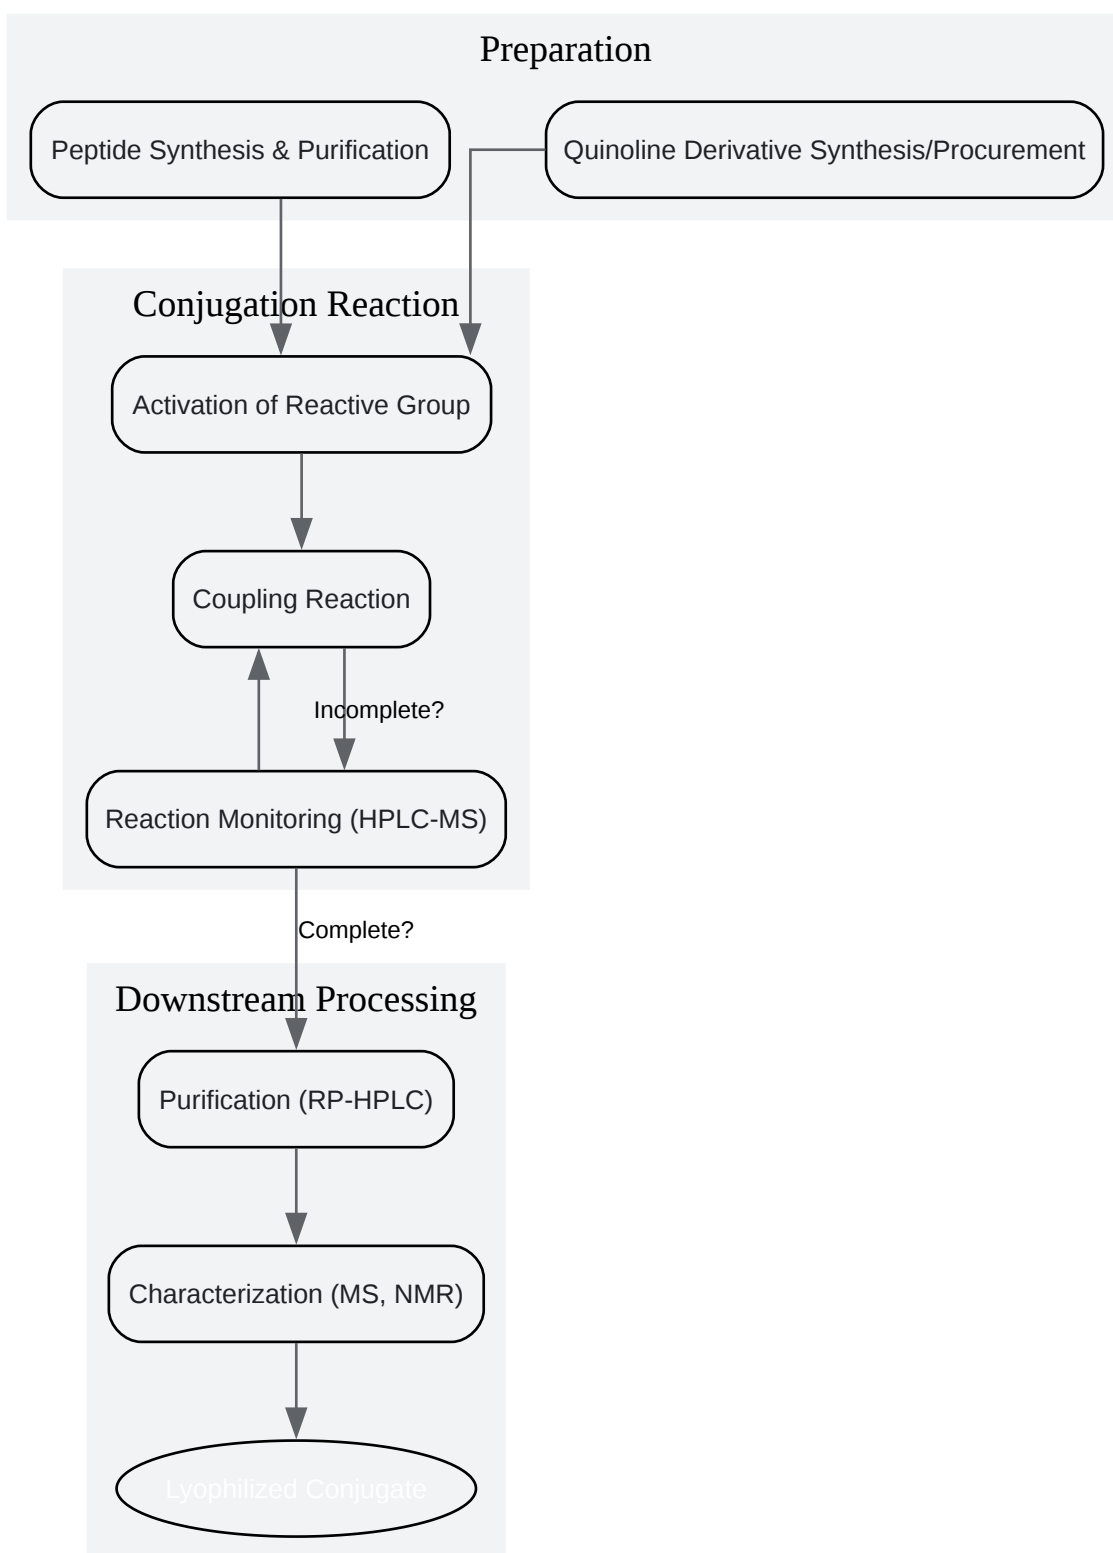 Preparation
Peptide Synthesis & Purification
Quinoline Derivative Synthesis/Procurement
Conjugation Reaction
Activation of Reactive Group
Coupling Reaction
Incomplete?
Reaction Monitoring (HPLC-MS)
Complete?
Downstream Processing
Purification (RP-HPLC)
Characterization (MS, NMR)
Lyophilized Conjugate